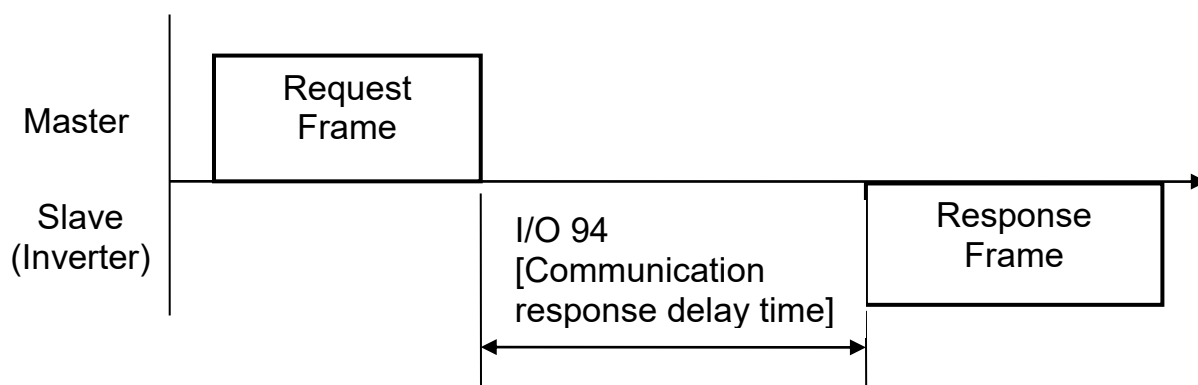 Request
Frame
Master
Slave
(Inverter)
I/O 94
[Communication
response delay time]
Response
Frame